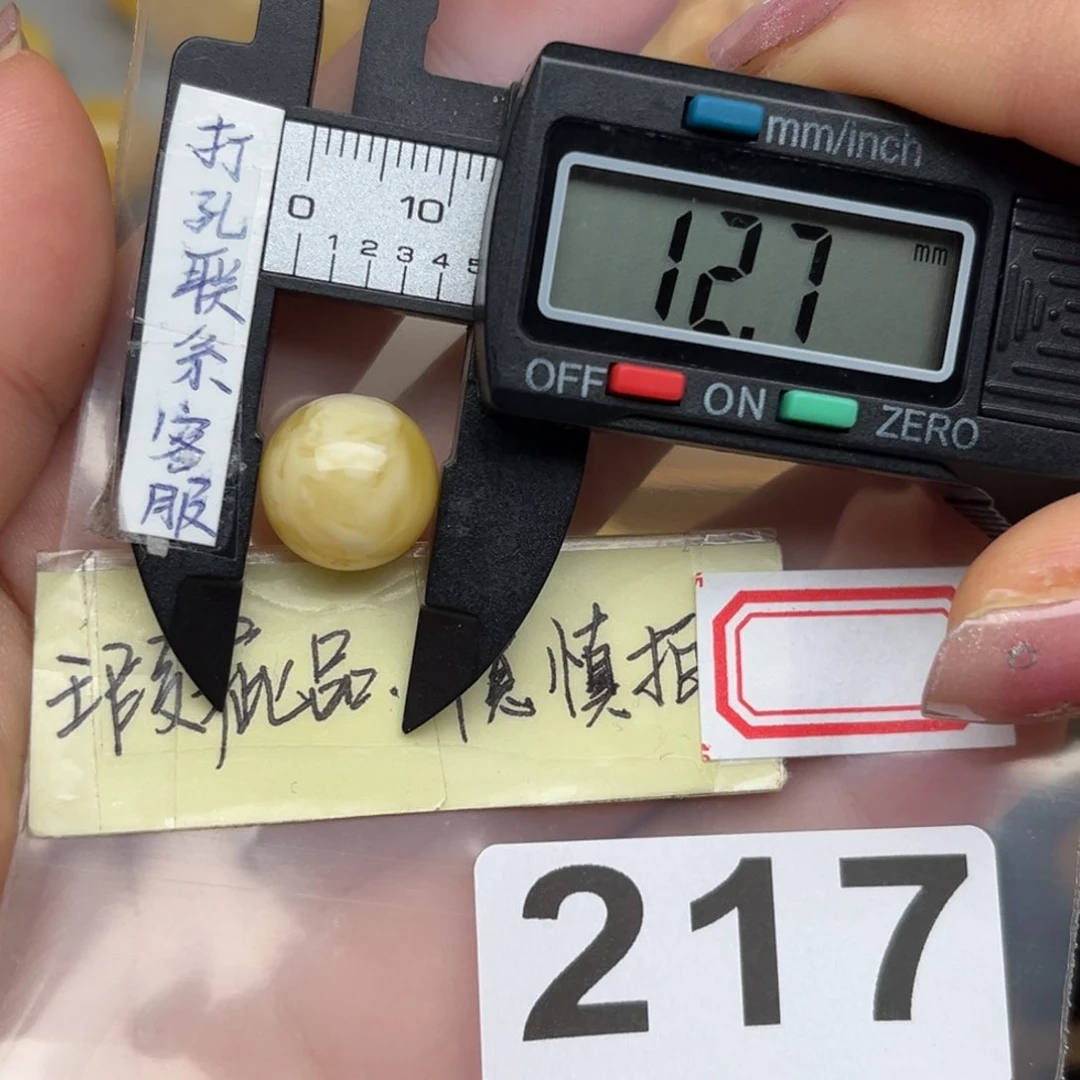 打孔联系客服
mm/inch
0 10
1 2 3 4 5
12.7 mm
OFF ON ZERO
瑕疵品. 慎拍
217